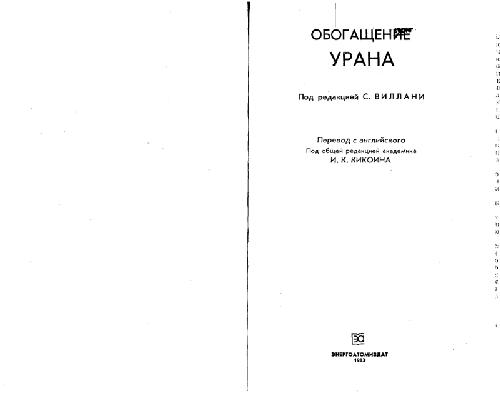 ОБОГАЩЕНИЕ
УРАНА
Под редакцией С. ВИЛЛАНИ
Перевод с английского
Под общей редакцией академика
И. К. КИКОИНА
ЭНЕРГОАТОМИЗДАТ
1983